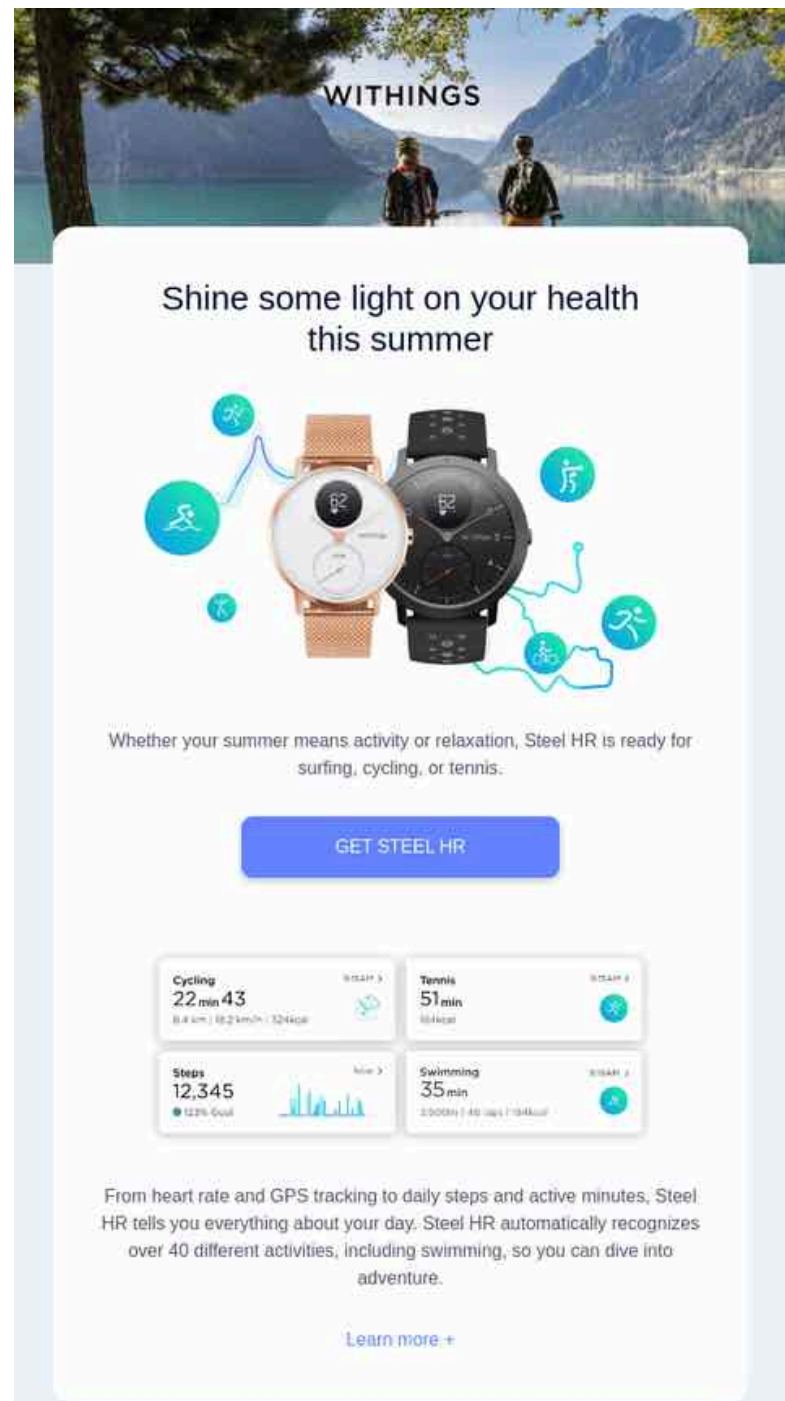 WITHINGS
Shine some light on your health
this summer
62
62
Whether your summer means activity or relaxation, Steel HR is ready for
surfing, cycling, or tennis.
GET STEEL HR
Cycling
22 min 43
Tennis
51 min
Steps
12,345
Now >
Swimming
35 min
From heart rate and GPS tracking to daily steps and active minutes, Steel
HR tells you everything about your day. Steel HR automatically recognizes
over 40 different activities, including swimming, so you can dive into
adventure.
Learn more +